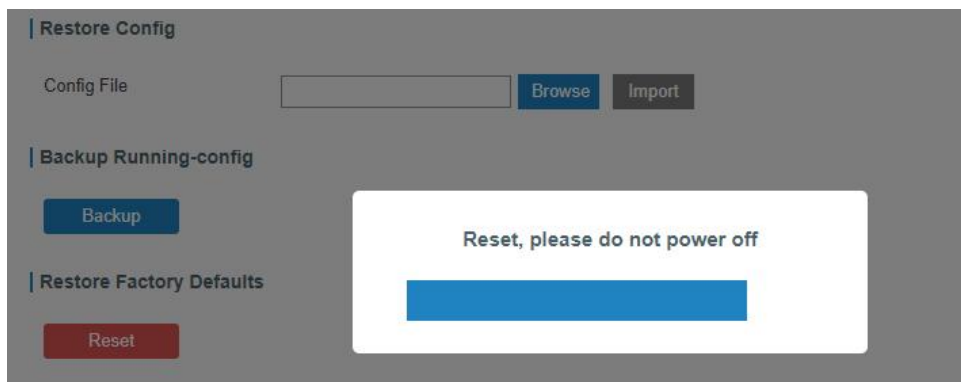 Restore Config
Config File
Browse
Import
Backup Running-config
Backup
Reset, please do not power off
Restore Factory Defaults
Reset